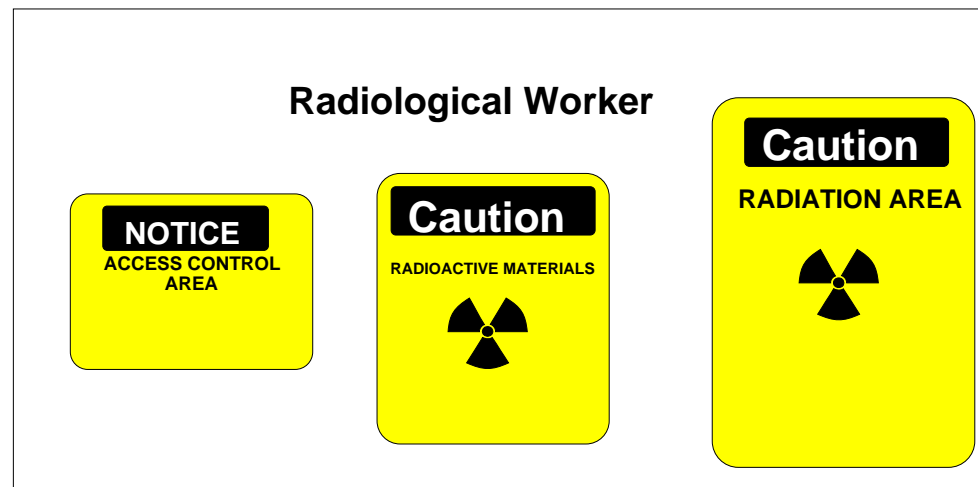 Radiological Worker
NOTICE
ACCESS CONTROL
AREA
Caution
RADIOACTIVE MATERIALS
Caution
RADIATION AREA